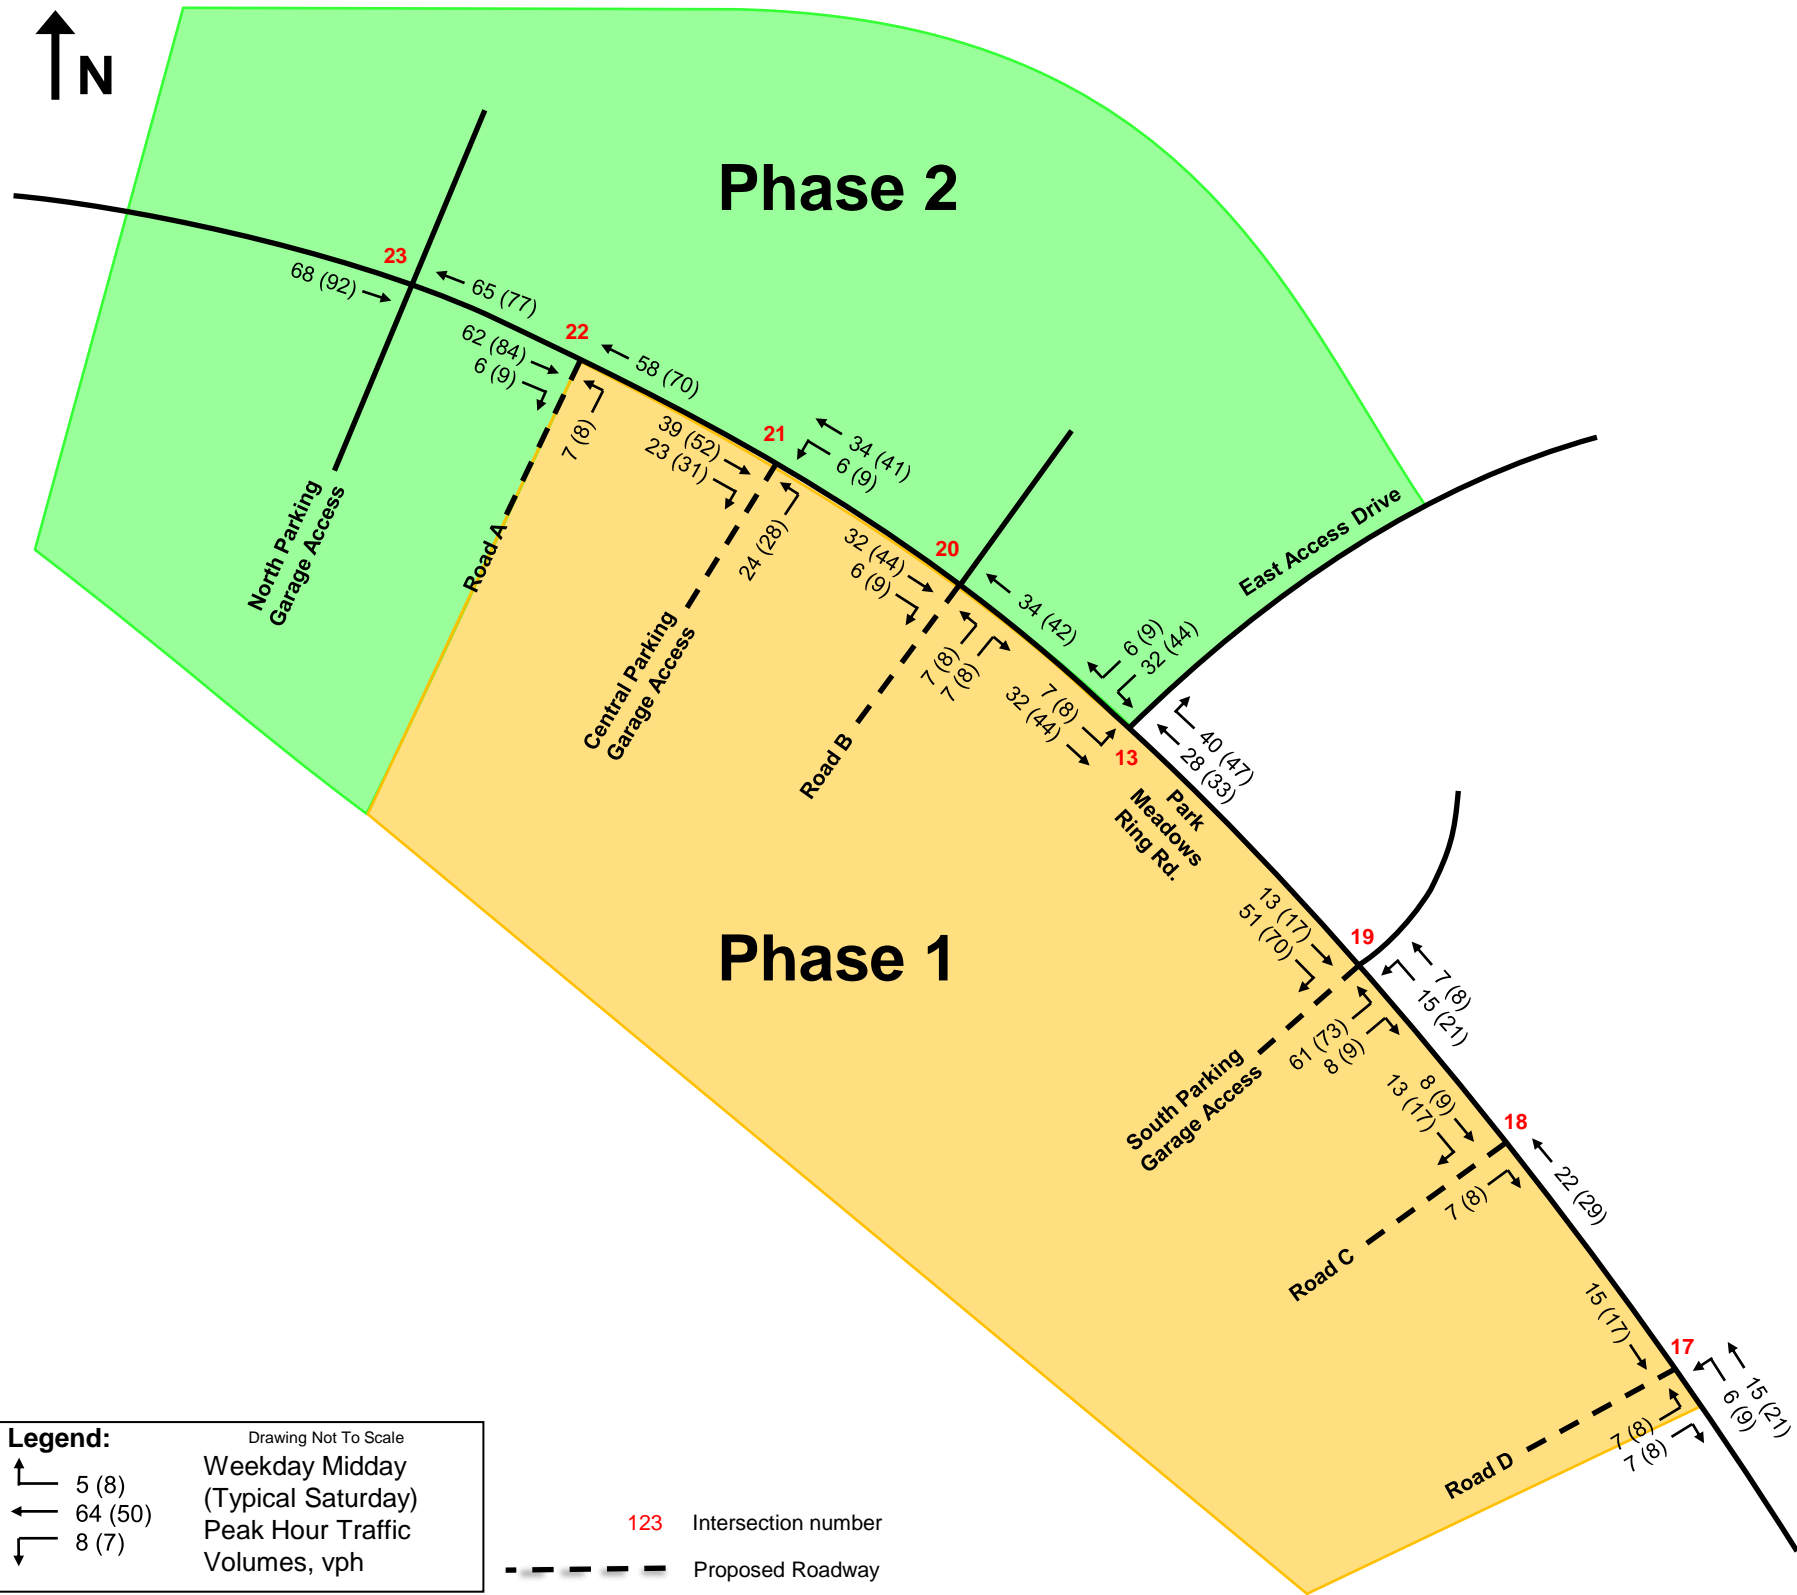 N
Phase 2
23
68 (92)
65 (77)
22
62 (84)
6 (9)
58 (70)
7 (8)
21
39 (52)
23 (31)
34 (41)
6 (9)
24 (28)
20
32 (44)
6 (9)
34 (42)
7 (8)
7 (8)
North Parking
Garage Access
Road A
Central Parking
Garage Access
Road B
East Access Drive
6 (9)
32 (44)
7 (8)
32 (44)
13
40 (47)
28 (33)
Park
Meadows
Ring Rd.
Phase 1
13 (17)
51 (70)
19
7 (8)
15 (21)
61 (73)
8 (9)
South Parking
Garage Access
8 (9)
13 (17)
18
22 (29)
7 (8)
Road C
15 (17)
17
15 (21)
6 (9)
7 (8)
7 (8)
Road D
Legend:
Drawing Not To Scale
5 (8)
64 (50)
8 (7)
Weekday Midday
(Typical Saturday)
Peak Hour Traffic
Volumes, vph
123 Intersection number
Proposed Roadway